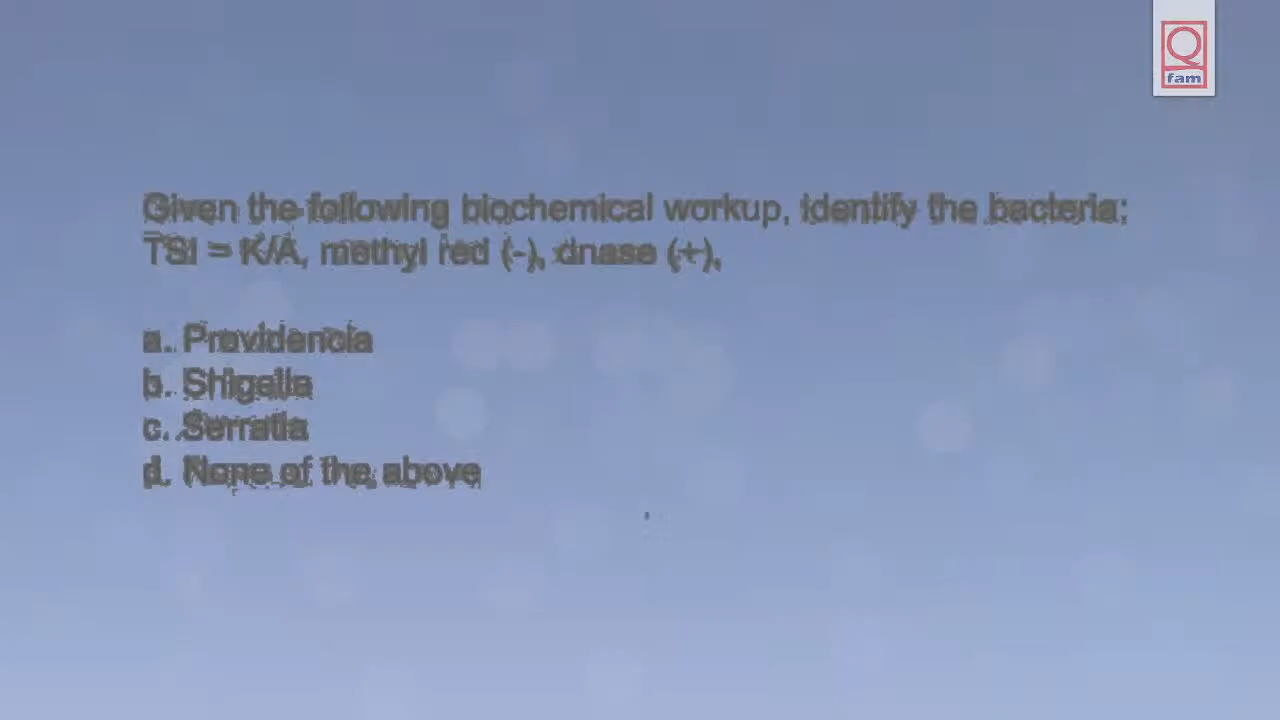 Q
fam
Given the following biochemical workup, identify the bacteria:
TSI = K/A, methyl red (-), dnase (+),
a. Providencia
b. Shigella
c. Serratia
d. None of the above